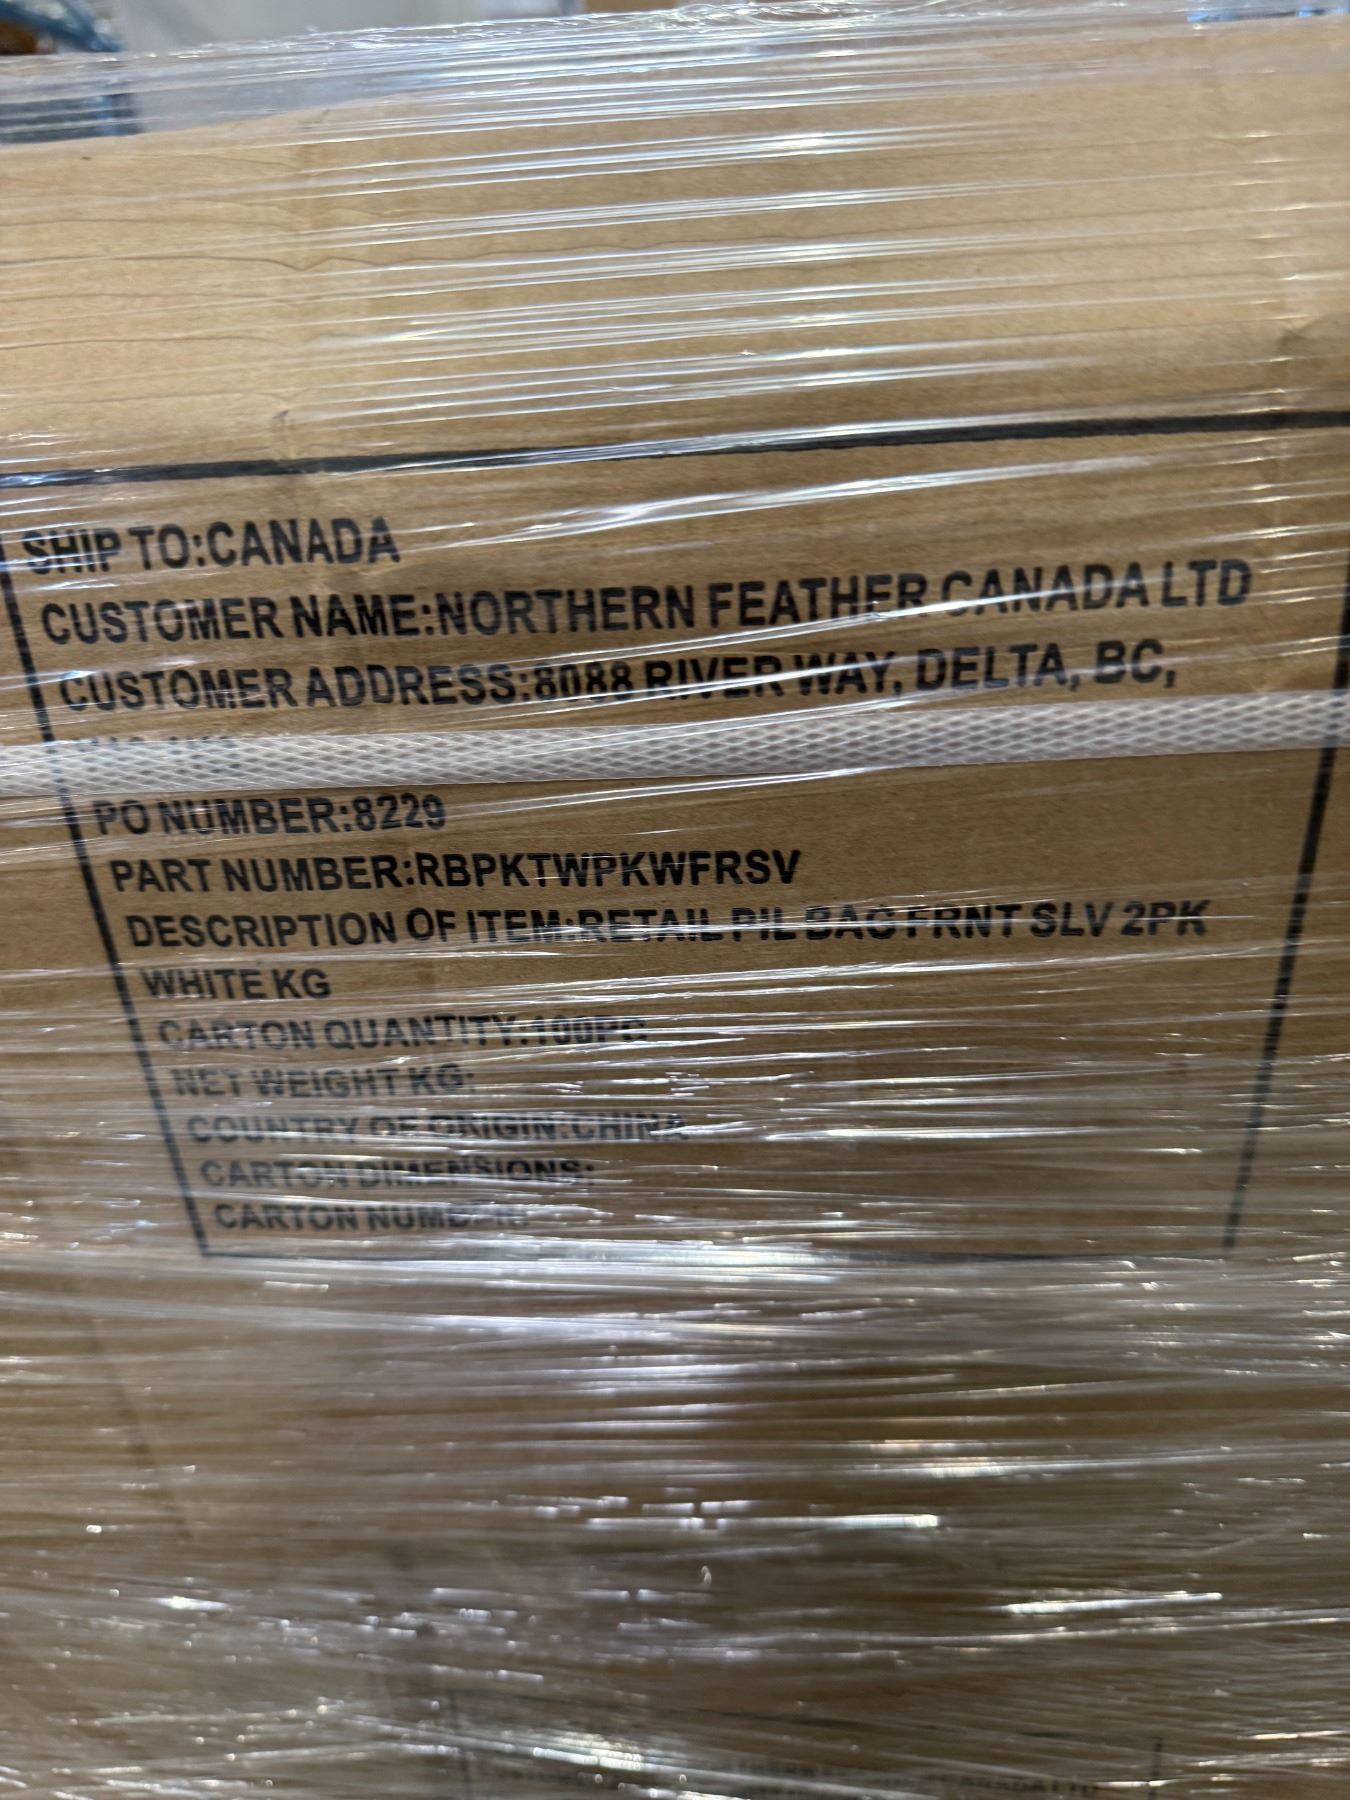 SHIP TO:CANADA
CUSTOMER NAME:NORTHERN FEATHER CANADA LTD
CUSTOMER ADDRESS:8088 RIVER WAY, DELTA, BC,
PO NUMBER:8229
PART NUMBER:RBPKTWPKWFRSV
DESCRIPTION OF ITEM:RETAIL PIL BAG FRNT SLV 2PK
WHITE KG
CARTON QUANTITY:100PC
NET WEIGHT KG:
COUNTRY OF ORIGIN:CHINA
CARTON DIMENSIONS:
CARTON NUMBER: